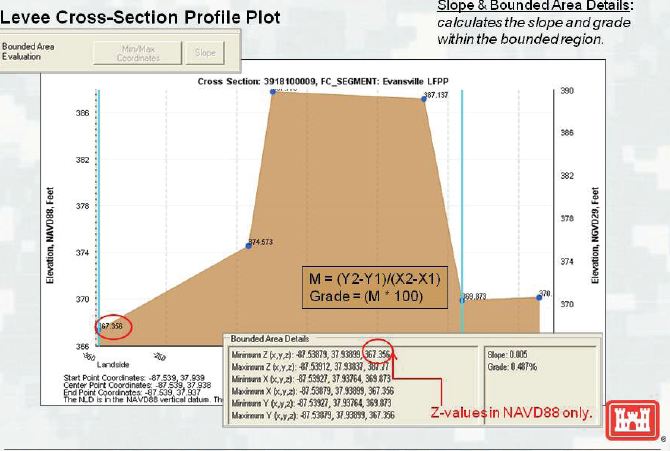 Levee Cross-Section Profile Plot
Slope & Bounded Area Details:
calculates the slope and grade
within the bounded region.
Bounded Area
Evaluation
Min/Max
Coordinates
Slope
Cross Section: 3918100009, FC_SEGMENT: Evansville LFPP
Elevation, NAVD88, Feet
386
382
378
374
370
366
390
386
382
378
374
370
Elevation, NGVD29, Feet
387.137
374.573
369.873
370.
367.356
M = (Y2-Y1)/(X2-X1)
Grade = (M * 100)
Landside
Start Point Coordinates: -87.539, 37.939
Center Point Coordinates: -87.539, 37.938
End Point Coordinates: -87.539, 37.937
The NLD is in the NAVD88 vertical datum. Th
Bounded Area Details
Minimum Z (x,y,z): -87.53879, 37.93899, 367.356
Maximum Z (x,y,z): -87.53912, 37.93837, 387.77
Minimum X (x,y,z): -87.53927, 37.93764, 369.873
Maximum X (x,y,z): -87.53879, 37.93899, 367.356
Minimum Y (x,y,z): -87.53927, 37.93764, 369.873
Maximum Y (x,y,z): -87.53879, 37.93899, 367.356
Slope: 0.005
Grade: 0.487%
Z-values in NAVD88 only.
®